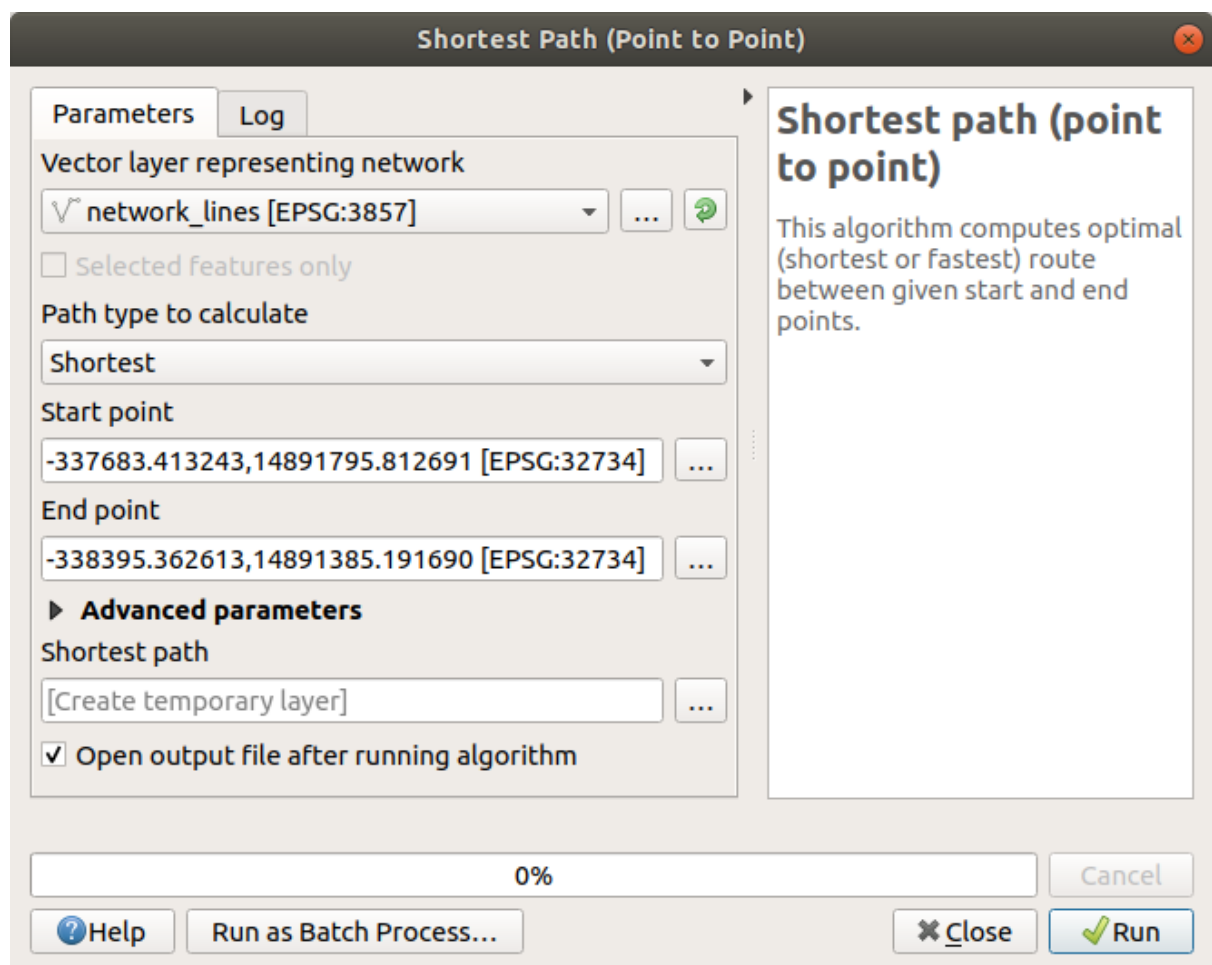 Shortest Path (Point to Point)
Parameters
Log
Vector layer representing network
network_lines [EPSG:3857]
...
Selected features only
Path type to calculate
Shortest
Start point
-337683.413243,14891795.812691 [EPSG:32734]
...
End point
-338395.362613,14891385.191690 [EPSG:32734]
...
Advanced parameters
Shortest path
[Create temporary layer]
...
Open output file after running algorithm
Shortest path (point
to point)
This algorithm computes optimal
(shortest or fastest) route
between given start and end
points.
0%
Cancel
Help
Run as Batch Process...
Close
Run